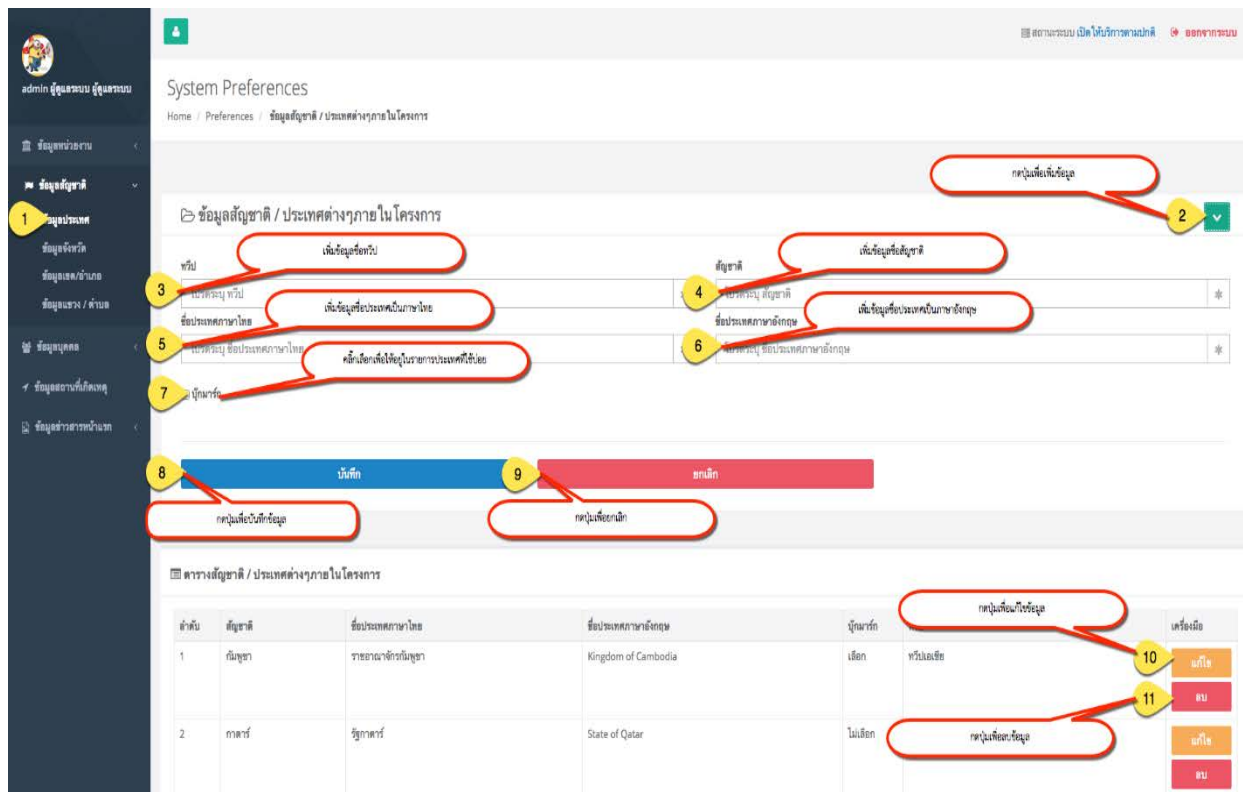 สถานะระบบ เปิดให้บริการตามปกติ ออกจากระบบ
admin ผู้ดูแลระบบ ผู้ดูแลระบบ
ข้อมูลหน่วยงาน
ข้อมูลสัญชาติ
1 ข้อมูลประเทศ
ข้อมูลจังหวัด
ข้อมูลเขต/อำเภอ
ข้อมูลแขวง / ตำบล
ข้อมูลบุคคล
ข้อมูลสถานที่เกิดเหตุ
ข้อมูลข่าวสารหน้าแรก
System Preferences
Home / Preferences / ข้อมูลสัญชาติ / ประเทศต่างๆภายในโครงการ
กดปุ่มเพื่อเพิ่มข้อมูล
ข้อมูลสัญชาติ / ประเทศต่างๆภายในโครงการ
2
เพิ่มข้อมูลชื่อทวีป
เพิ่มข้อมูลชื่อสัญชาติ
ทวีป
สัญชาติ
3 โปรดระบุ ทวีป
4 โปรดระบุ สัญชาติ
เพิ่มข้อมูลชื่อประเทศเป็นภาษาไทย
เพิ่มข้อมูลชื่อประเทศเป็นภาษาอังกฤษ
ชื่อประเทศภาษาไทย
ชื่อประเทศภาษาอังกฤษ
5 โปรดระบุ ชื่อประเทศภาษาไทย
6 โปรดระบุ ชื่อประเทศภาษาอังกฤษ
คลิ๊กเลือกเพื่อให้อยู่ในรายการประเทศที่ใช้บ่อย
7 บุ๊กมาร์ก
8 บันทึก
9 ยกเลิก
กดปุ่มเพื่อบันทึกข้อมูล
กดปุ่มเพื่อยกเลิก
ตารางสัญชาติ / ประเทศต่างๆภายในโครงการ
กดปุ่มเพื่อแก้ไขข้อมูล
ลำดับ สัญชาติ ชื่อประเทศภาษาไทย ชื่อประเทศภาษาอังกฤษ บุ๊กมาร์ก เครื่องมือ
1 กัมพูชา ราชอาณาจักรกัมพูชา Kingdom of Cambodia เลือก ทวีปเอเชีย 10 แก้ไข
11 ลบ
2 กาตาร์ รัฐกาตาร์ State of Qatar ไม่เลือก แก้ไข
กดปุ่มเพื่อลบข้อมูล
ลบ